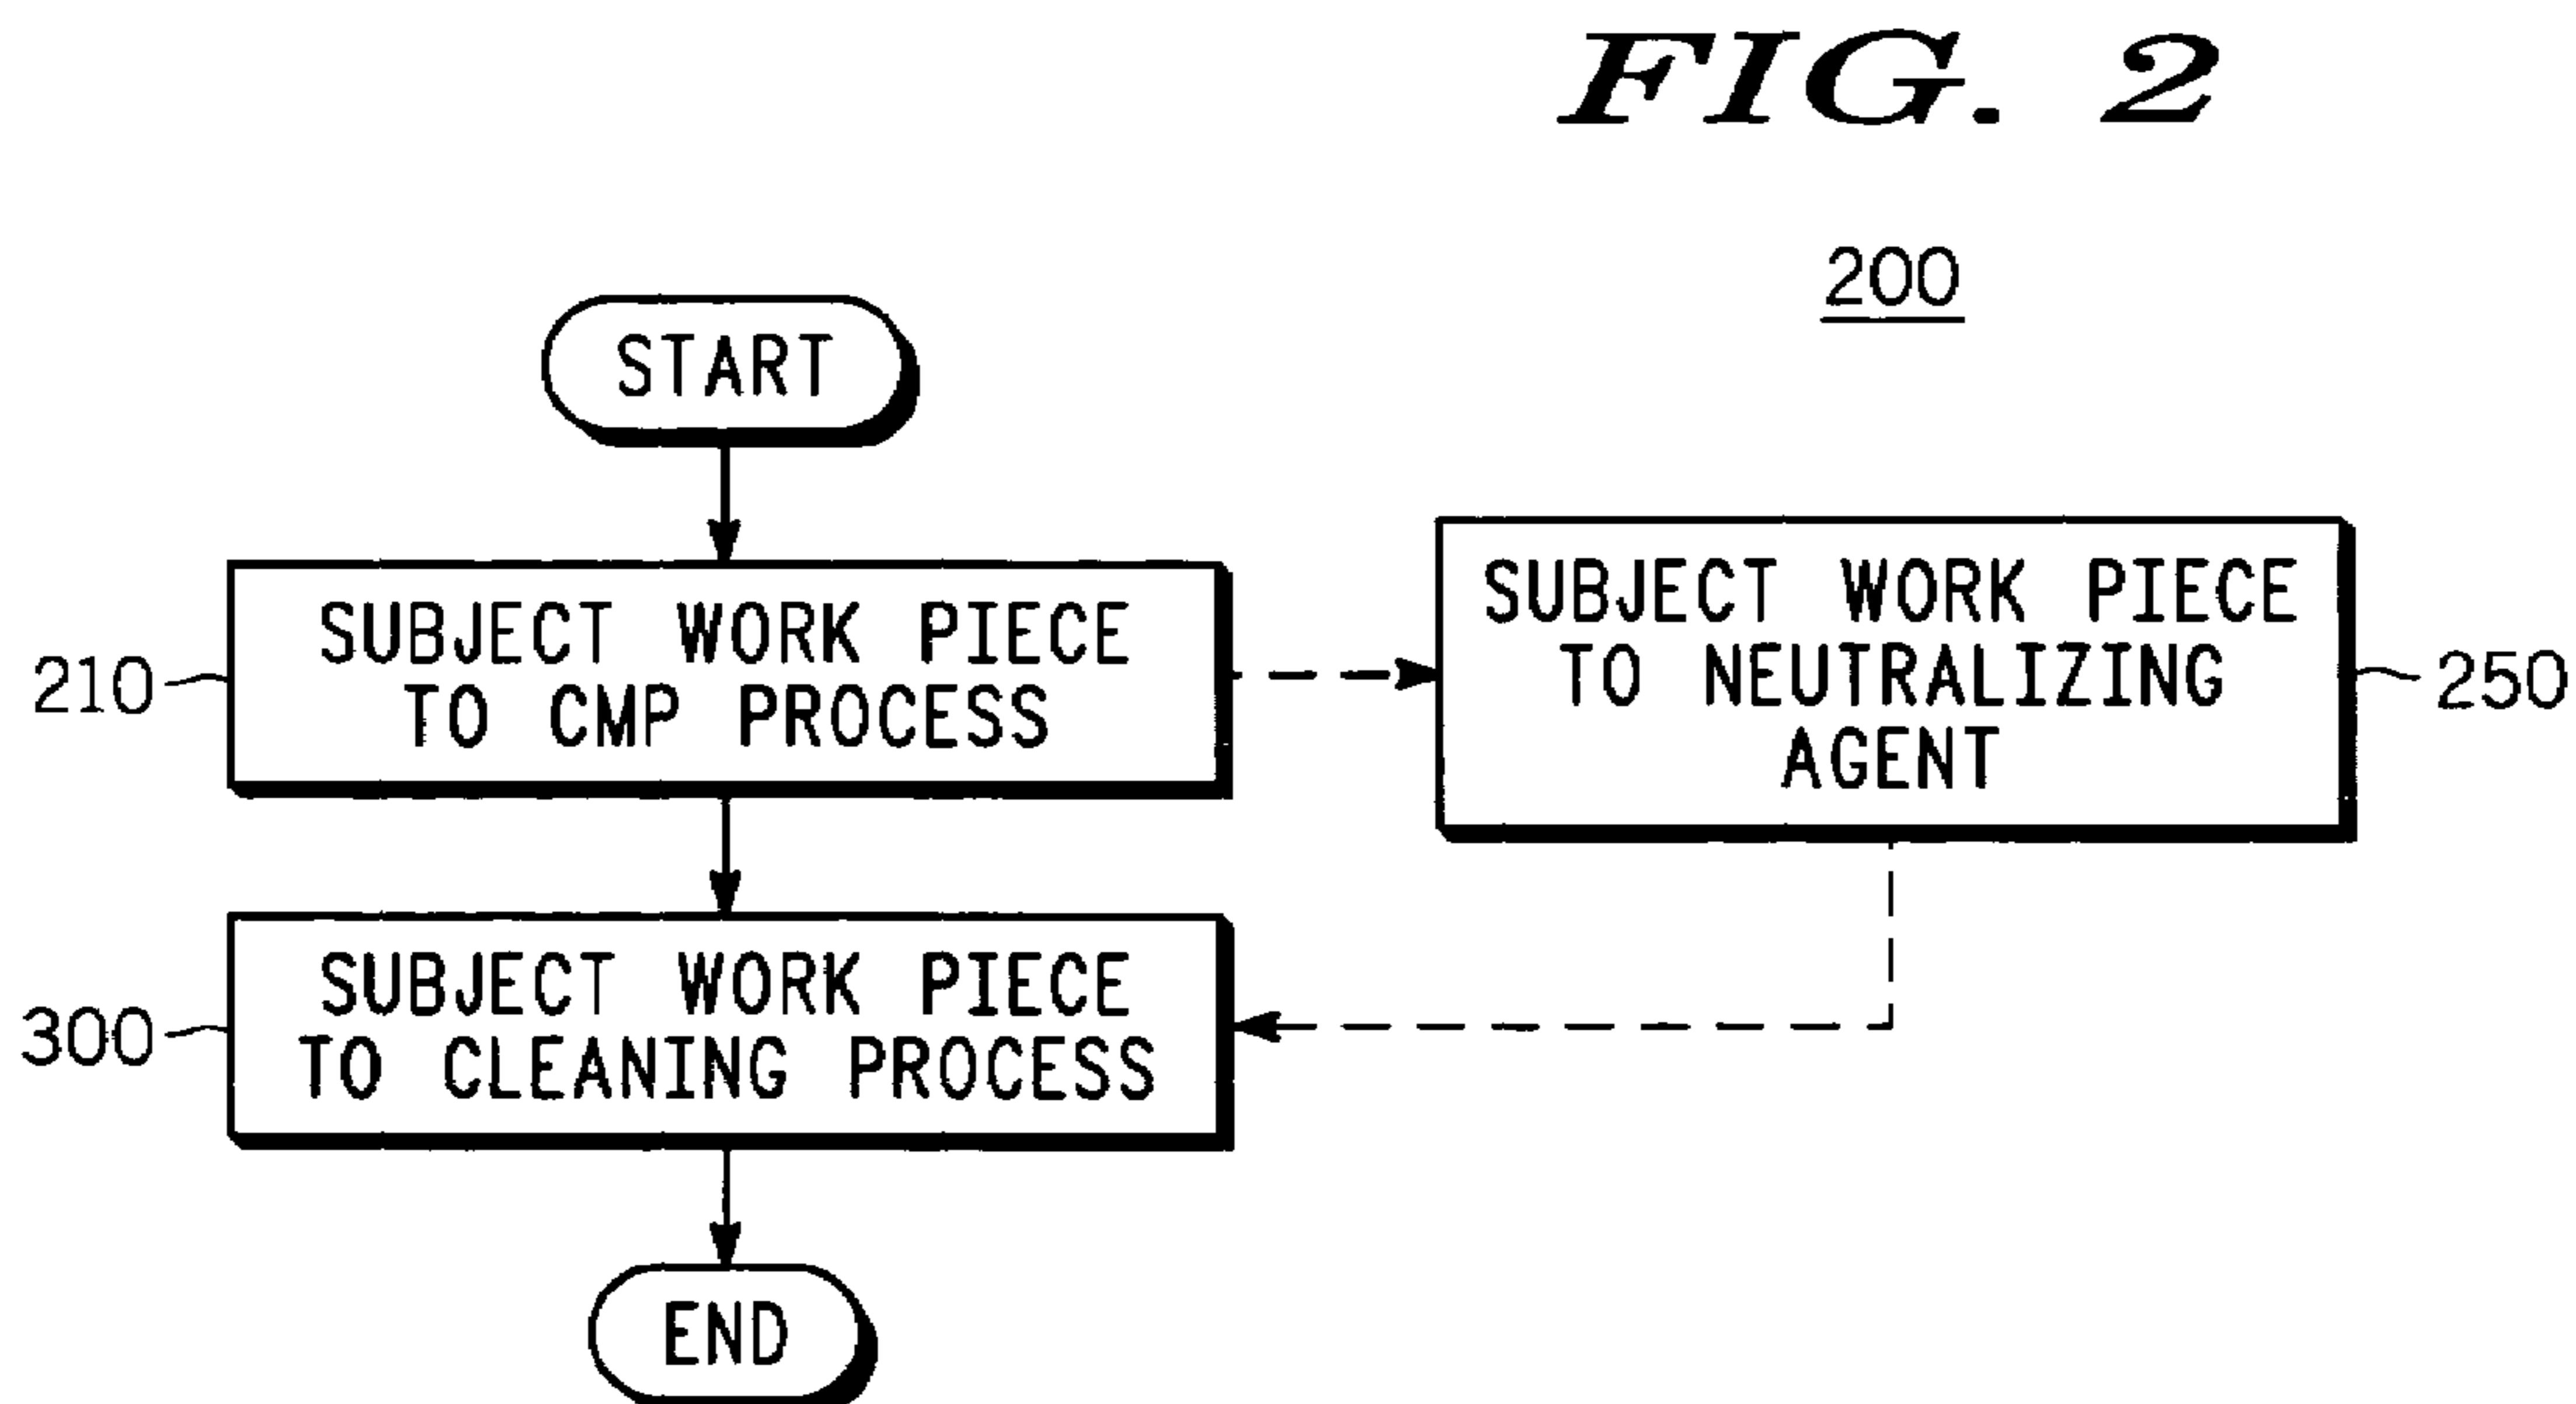 FIG. 2
200
START
SUBJECT WORK PIECE
TO CMP PROCESS
210
SUBJECT WORK PIECE
TO NEUTRALIZING
AGENT
250
SUBJECT WORK PIECE
TO CLEANING PROCESS
300
END